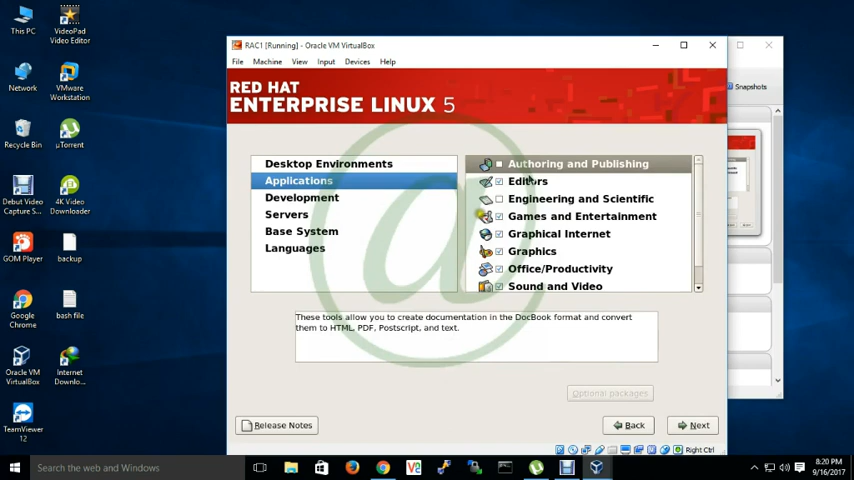 This PC
VideoPad
Video Editor
Network
VMware
Workstation
Recycle Bin
µTorrent
Debut Video
Capture S...
4K Video
Downloader
GOM Player
backup
Google
Chrome
bash file
Oracle VM
VirtualBox
Internet
Downlo...
TeamViewer
12
RAC1 [Running] - Oracle VM VirtualBox
File Machine View Input Devices Help
Snapshots
RED HAT
ENTERPRISE LINUX 5
Desktop Environments
Applications
Development
Servers
Base System
Languages
Authoring and Publishing
Editors
Engineering and Scientific
Games and Entertainment
Graphical Internet
Graphics
Office/Productivity
Sound and Video
These tools allow you to create documentation in the DocBook format and convert
them to HTML, PDF, Postscript, and text.
Optional packages
Release Notes
Back
Next
Right Ctrl
Search the web and Windows
8:20 PM
9/16/2017